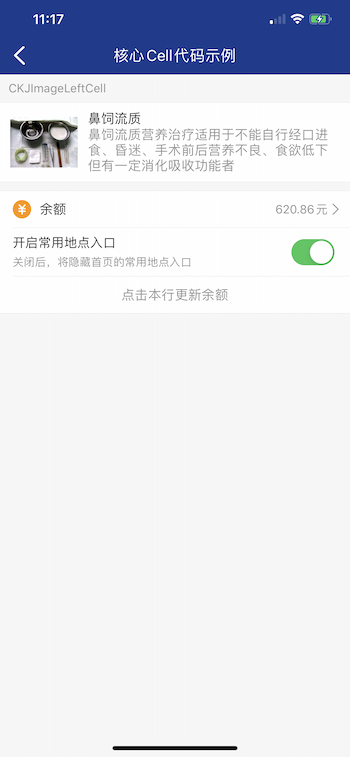 11:17
核心Cell代码示例
CKJImageLeftCell
鼻饲流质
鼻饲流质营养治疗适用于不能自行经口进
食、昏迷、手术前后营养不良、食欲低下
但有一定消化吸收功能者
余额
620.86元
开启常用地点入口
关闭后，将隐藏首页的常用地点入口
点击本行更新余额